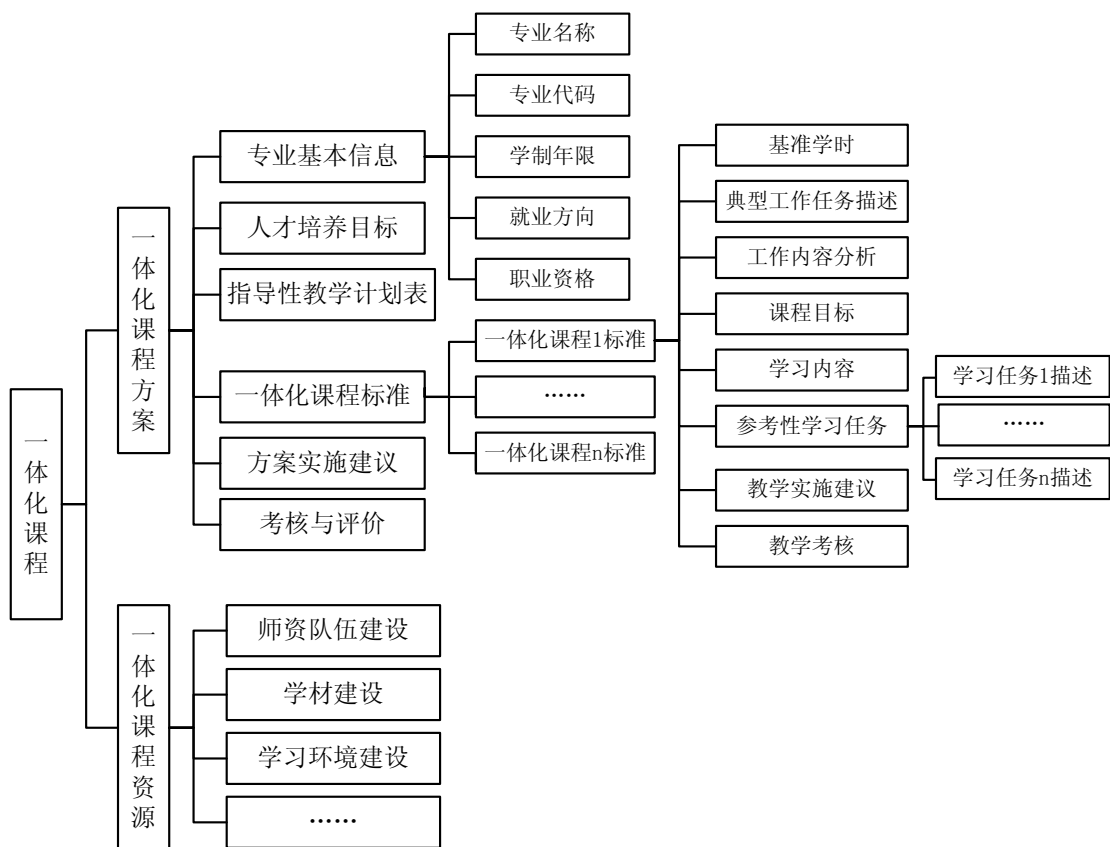 一体化课程
一体化课程方案
专业基本信息
专业名称
专业代码
学制年限
就业方向
职业资格
人才培养目标
指导性教学计划表
一体化课程标准
一体化课程1标准
基准学时
典型工作任务描述
工作内容分析
课程目标
学习内容
参考性学习任务
学习任务1描述
……
学习任务n描述
教学实施建议
教学考核
……
一体化课程n标准
方案实施建议
考核与评价
一体化课程资源
师资队伍建设
学材建设
学习环境建设
……